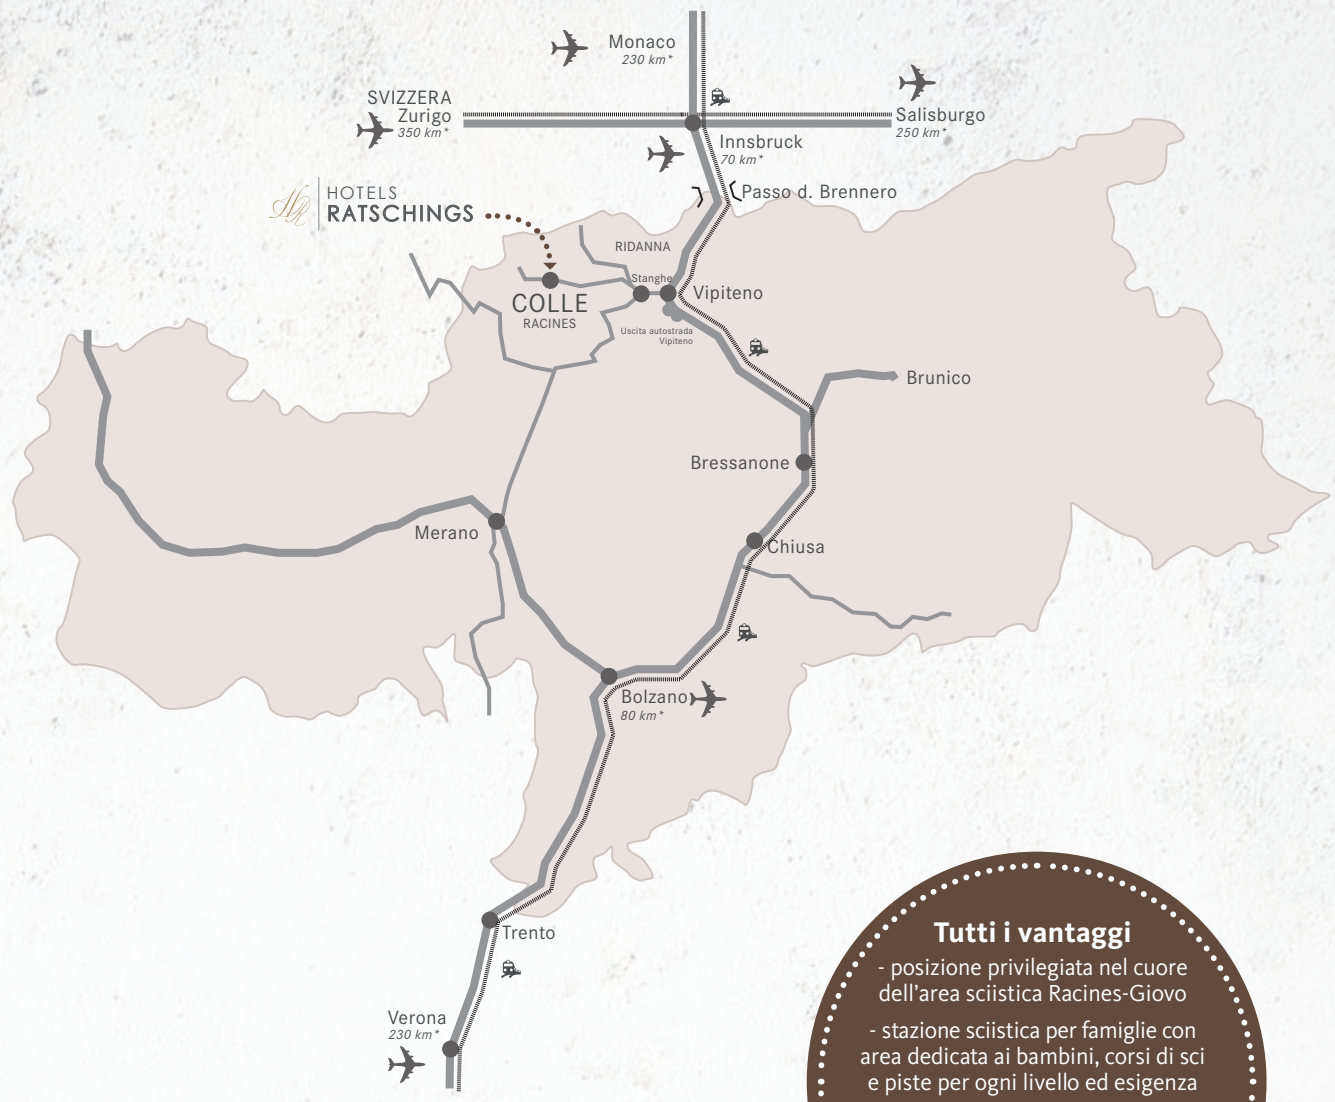 Monaco
230 km*
SVIZZERA
Zurigo
350 km*
Salisburgo
250 km*
Innsbruck
70 km*
HR
HOTELS
RATSCHINGS
Passo d. Brennero
RIDANNA
Stanghe
COLLE
RACINES
Vipiteno
Uscita autostrada
Vipiteno
Brunico
Bressanone
Merano
Chiusa
Bolzano
80 km*
Trento
Verona
230 km*
Tutti i vantaggi
- posizione privilegiata nel cuore
dell’area sciistica Racines-Giovo
- stazione sciistica per famiglie con
area dedicata ai bambini, corsi di sci
e piste per ogni livello ed esigenza